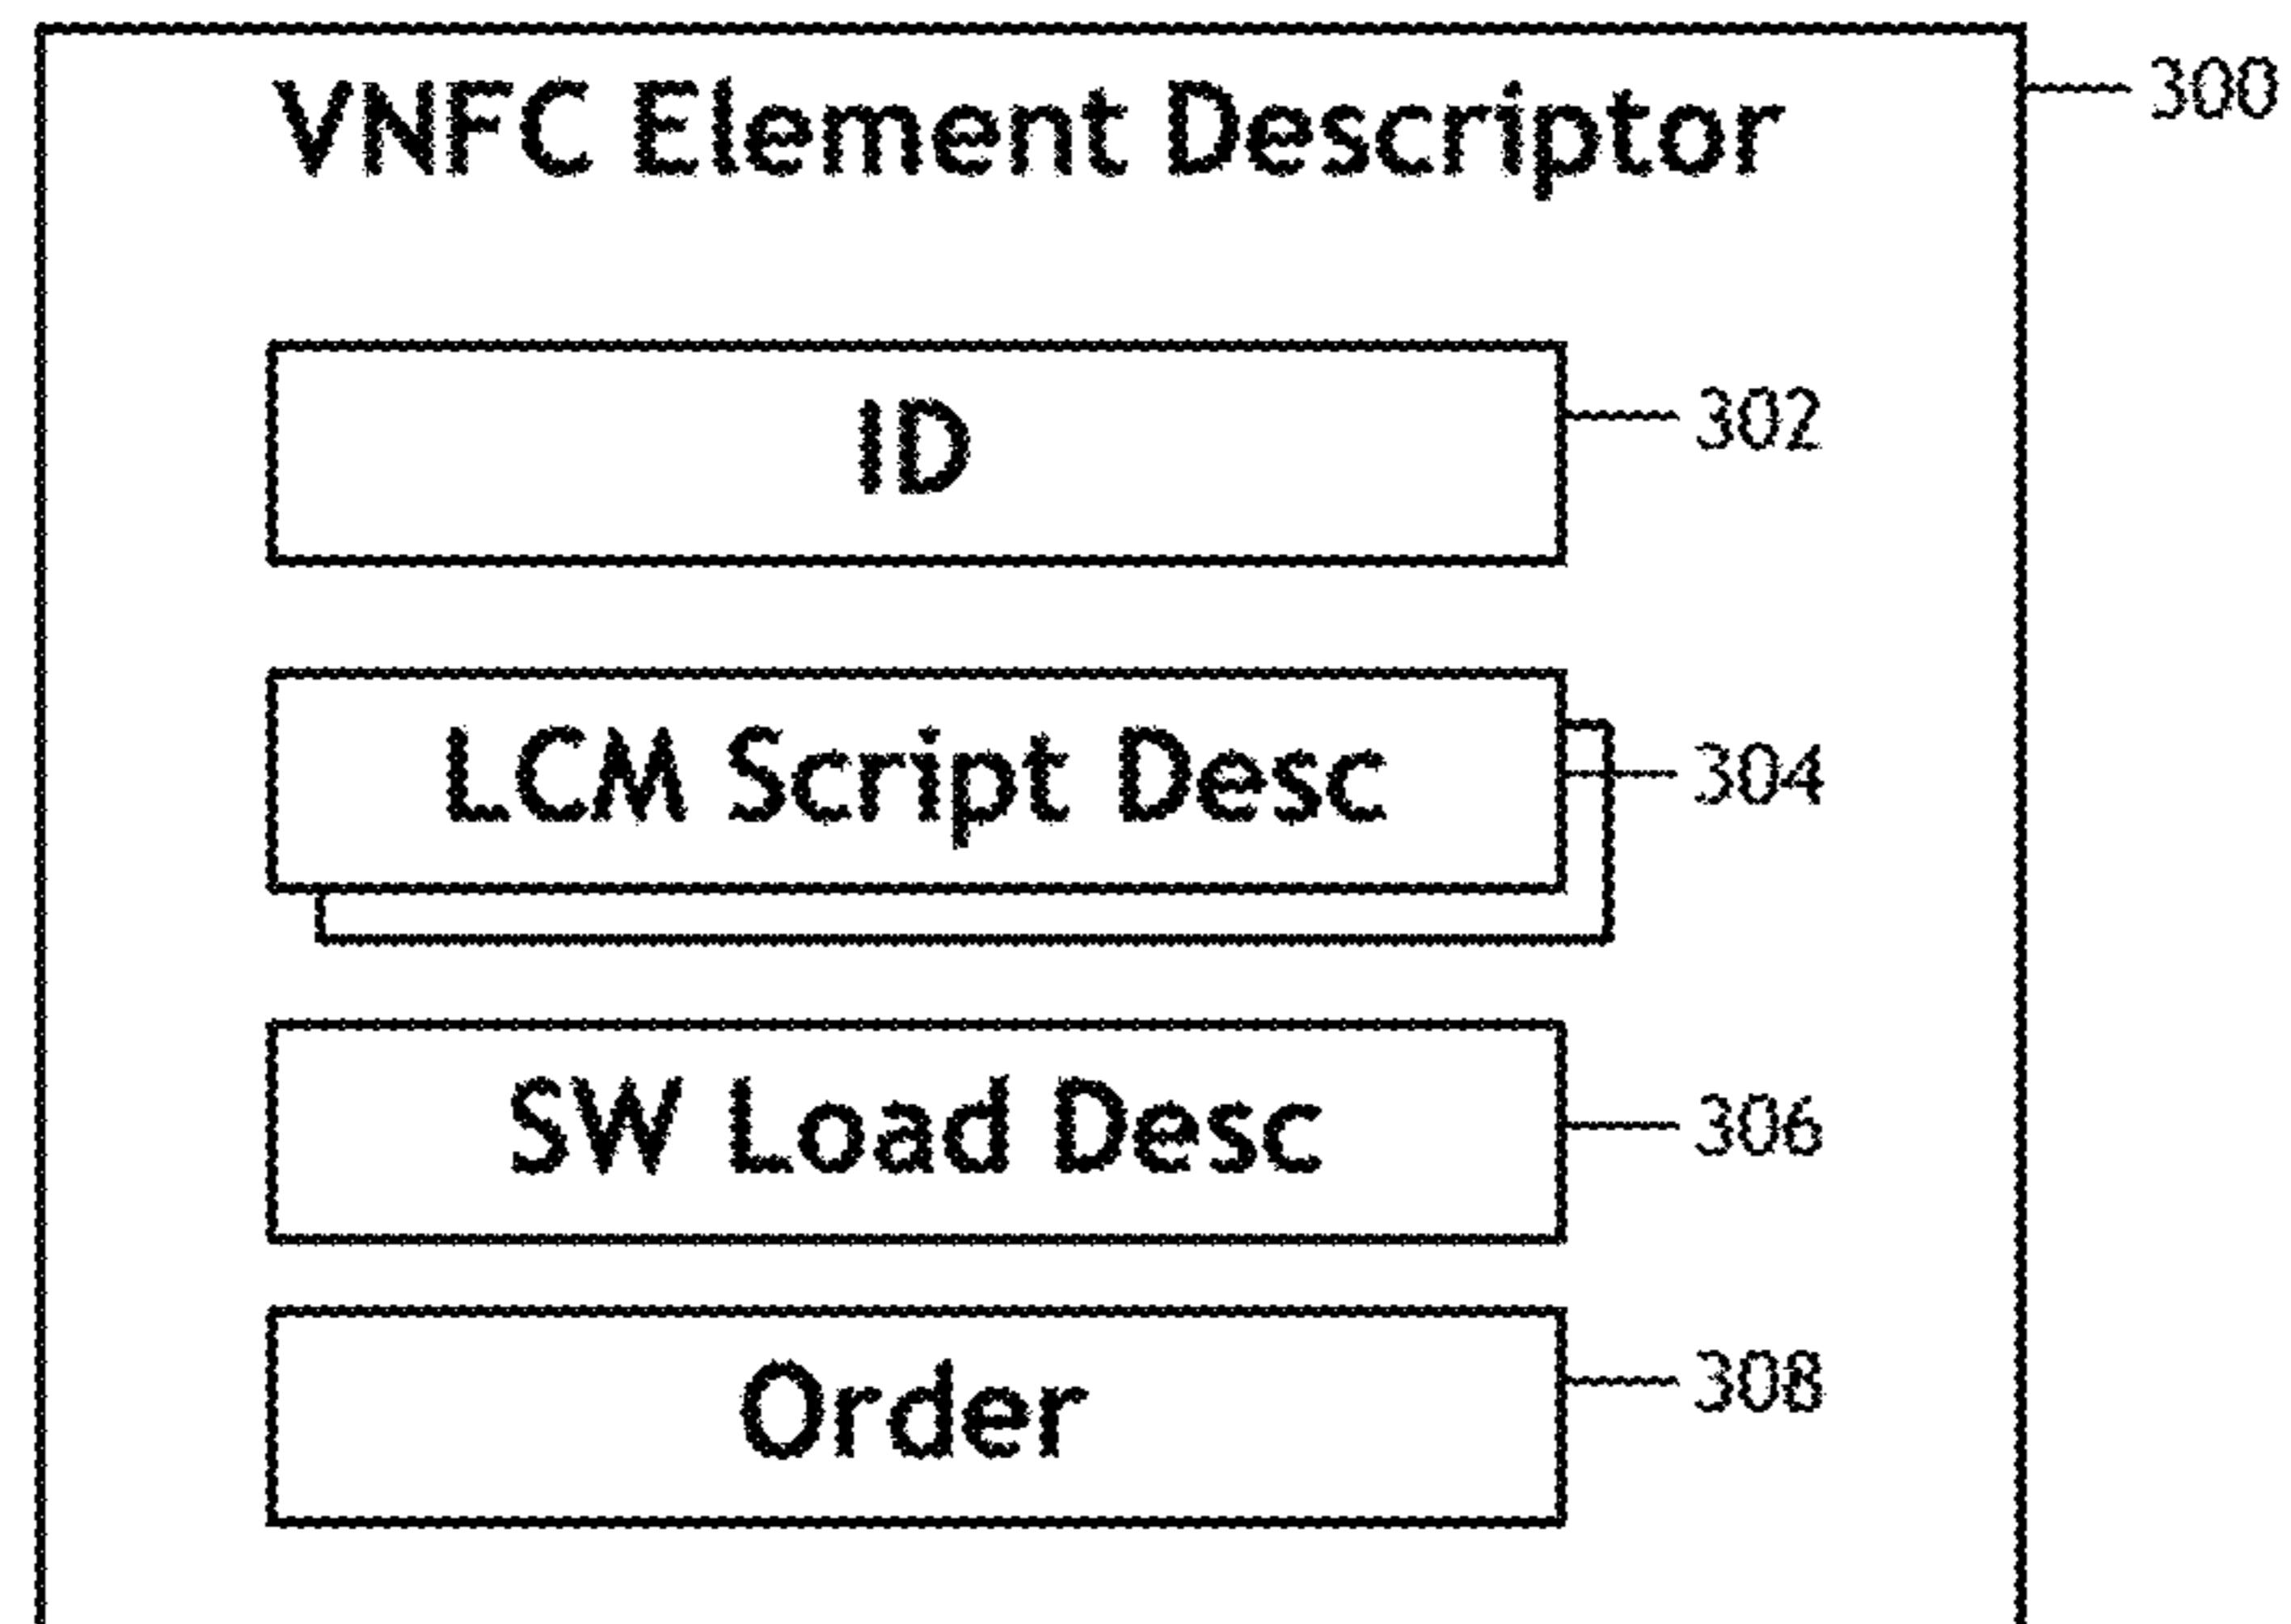 VNFC Element Descriptor
300
ID
302
LCM Script Desc
304
SW Load Desc
306
Order
308